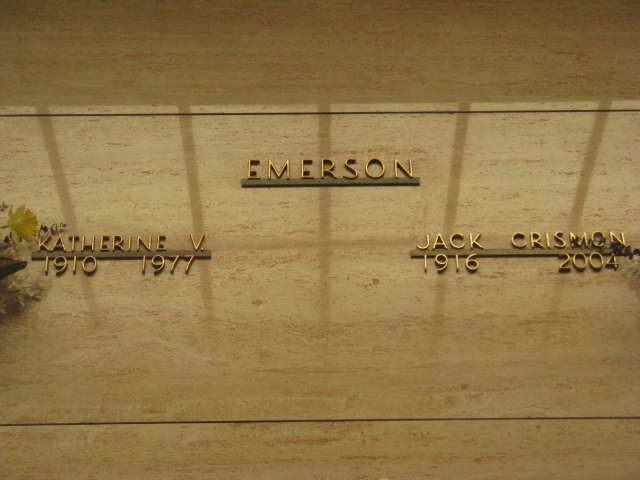 EMERSON
KATHERINE V.
1910 1977
JACK CRISMON
1916 2004